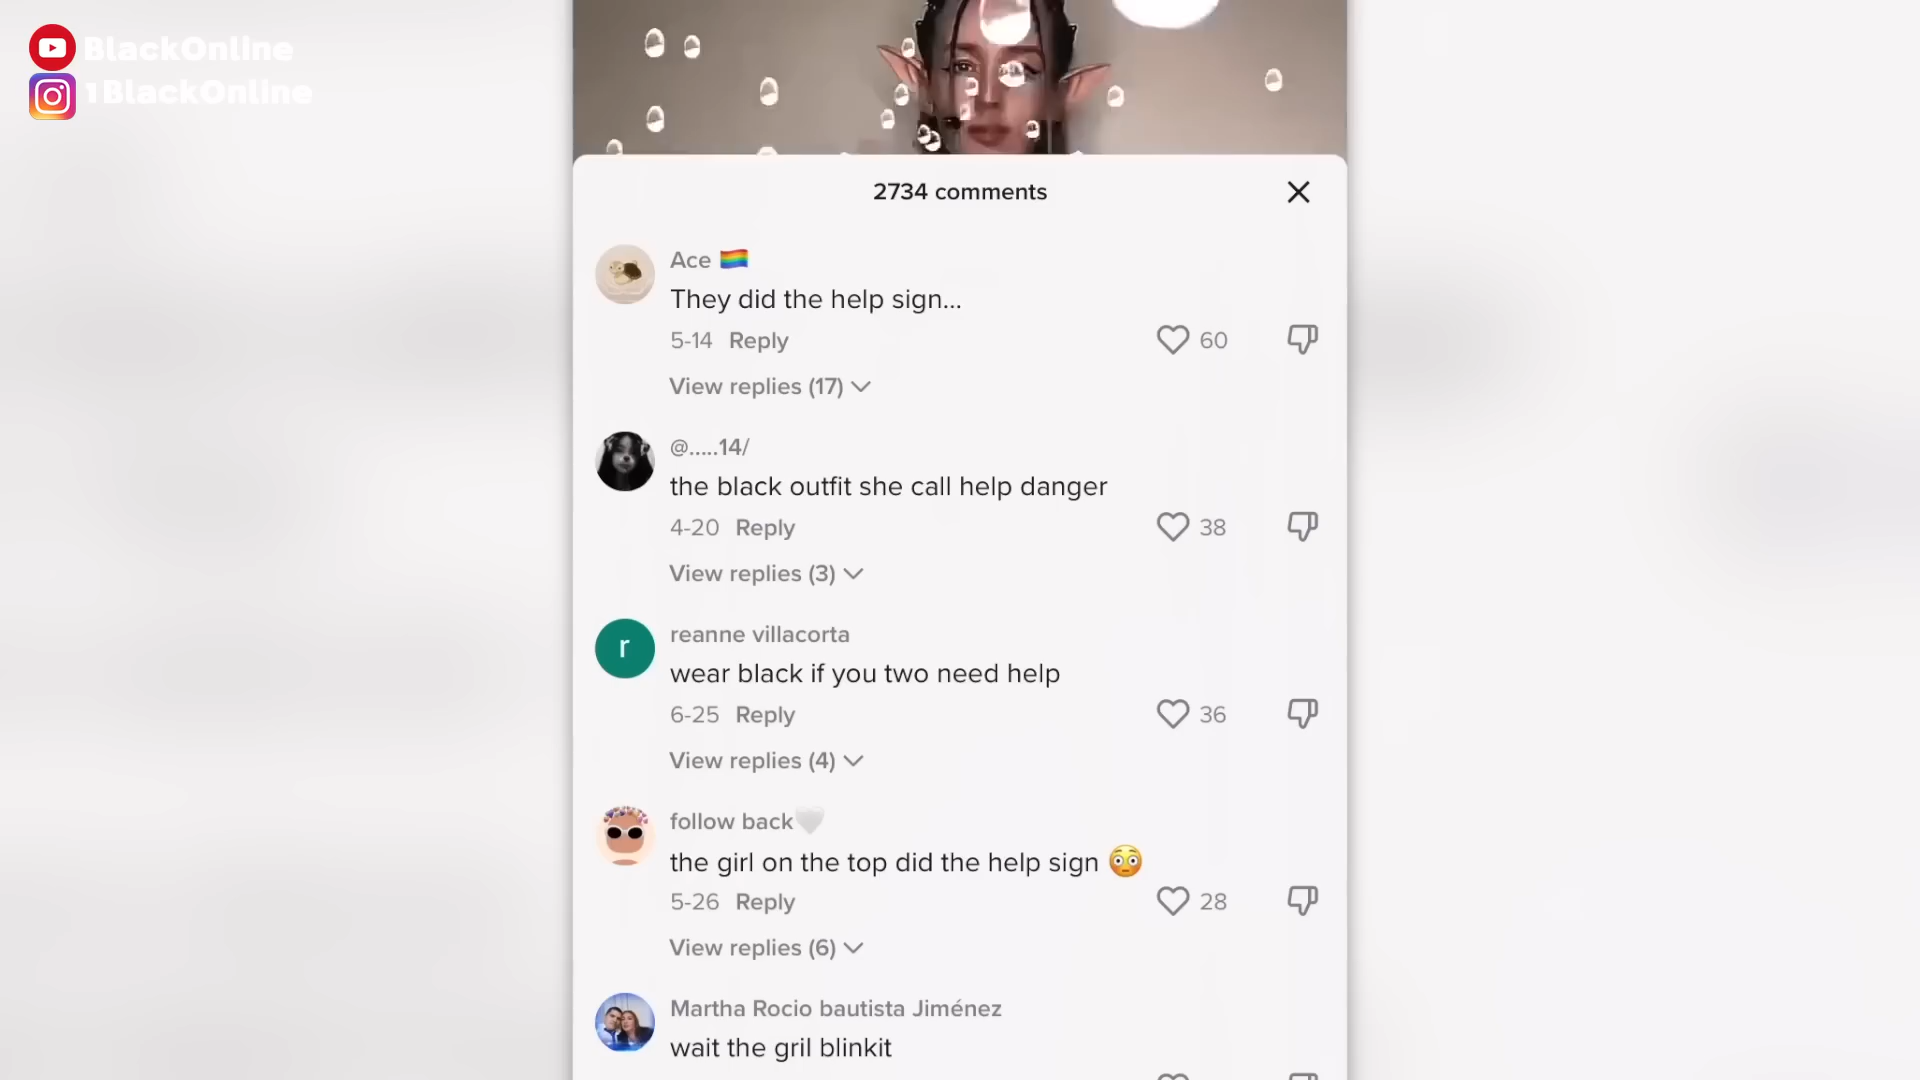 BlackOnline
1BlackOnline
2734 comments
Ace 🏳️‍🌈
They did the help sign...
5-14 Reply
60
View replies (17)
@.....14/
the black outfit she call help danger
4-20 Reply
38
View replies (3)
r
reanne villacorta
wear black if you two need help
6-25 Reply
36
View replies (4)
follow back🤍
the girl on the top did the help sign 😳
5-26 Reply
28
View replies (6)
Martha Rocio bautista Jiménez
wait the gril blinkit